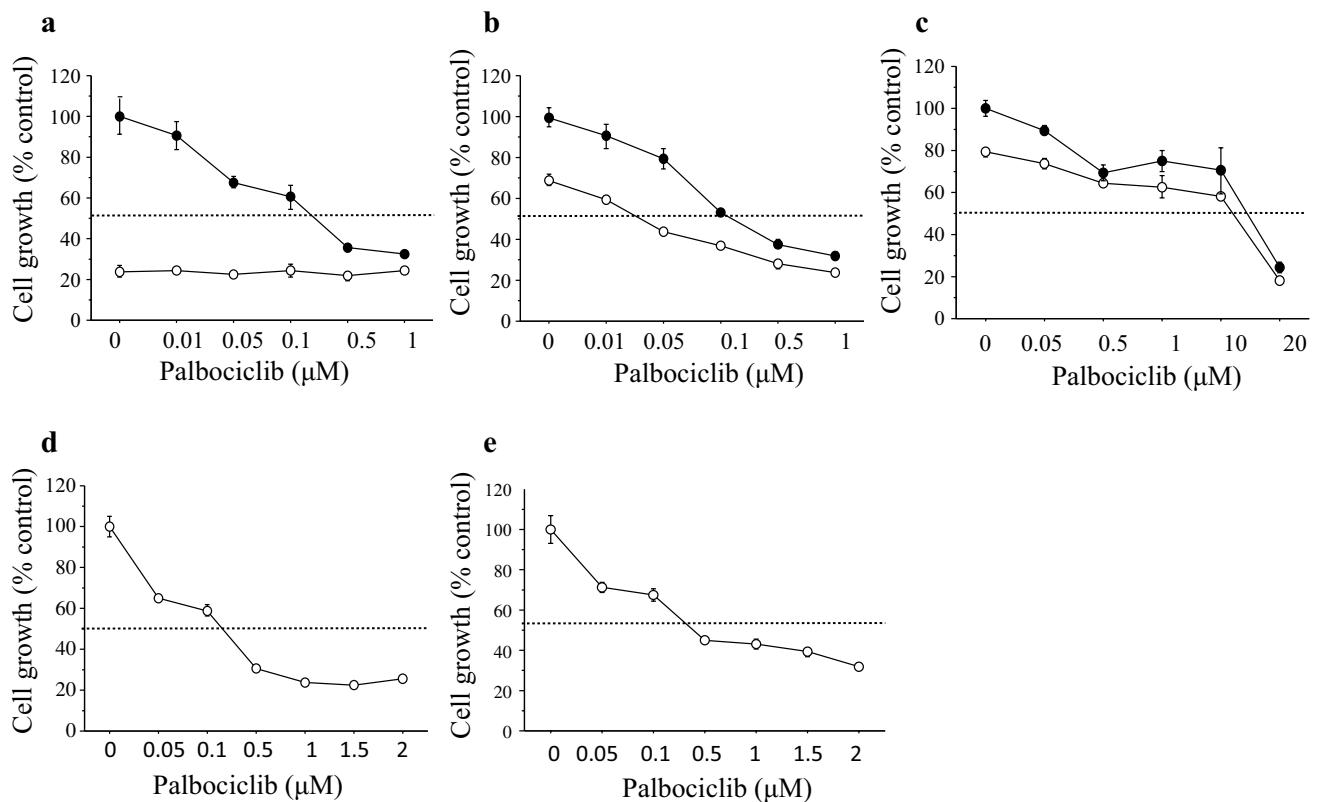 a
Cell growth (% control)
120
100
80
60
40
20
0
0 0.01 0.05 0.1 0.5 1
Palbociclib (μM)
b
Cell growth (% control)
120
100
80
60
40
20
0
0 0.01 0.05 0.1 0.5 1
Palbociclib (μM)
c
Cell growth (% control)
120
100
80
60
40
20
0
0 0.05 0.5 1 10 20
Palbociclib (μM)
d
Cell growth (% control)
120
100
80
60
40
20
0
0 0.05 0.1 0.5 1 1.5 2
Palbociclib (μM)
e
Cell growth (% control)
120
100
80
60
40
20
0
0 0.05 0.1 0.5 1 1.5 2
Palbociclib (μM)